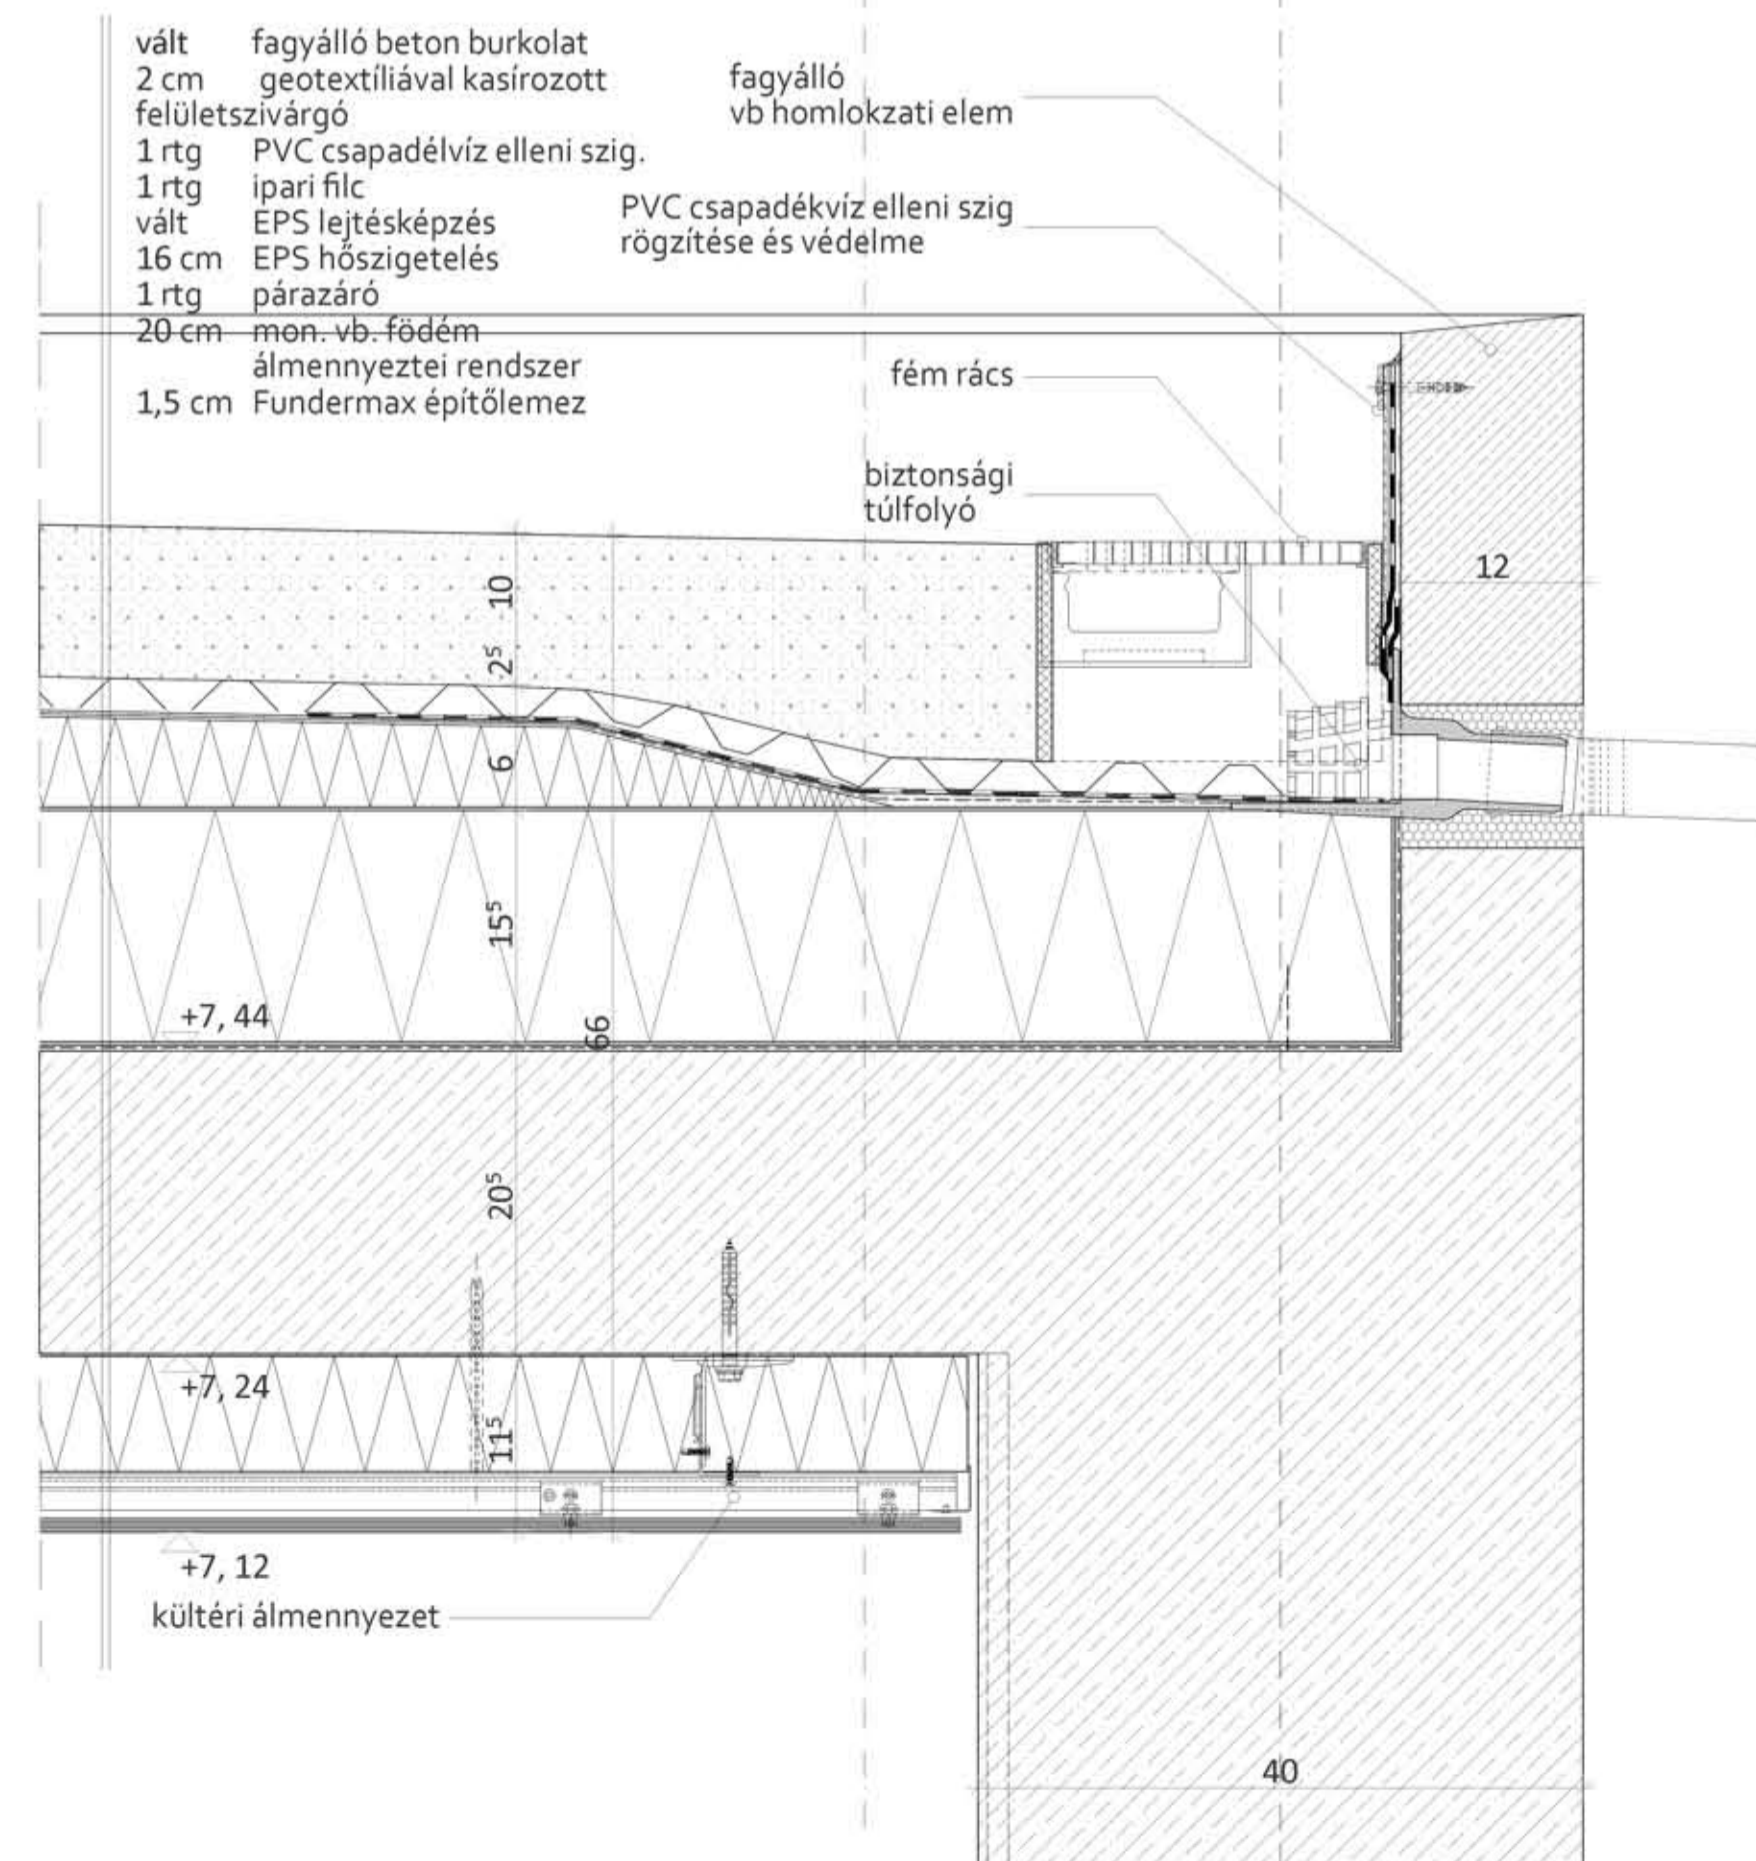 vált fagyálló beton burkolat
2 cm geotextíliával kasírozott
felületszivárgó
1 rtg PVC csapadélvíz elleni szig.
1 rtg ipari filc
vált EPS lejtésképzés
16 cm EPS hőszigetelés
1 rtg párazáró
20 cm mon. vb. födém
álmennyeztei rendszer
1,5 cm Fundermax építőlemez
fagyálló
vb homlokzati elem
PVC csapadékvíz elleni szig
rögzítése és védelme
fém rács
biztonsági
túlfolyó
12
10
2⁵
6
15⁵
+7, 44
66
20⁵
+7, 24
11⁵
+7, 12
kültéri álmennyezet
40